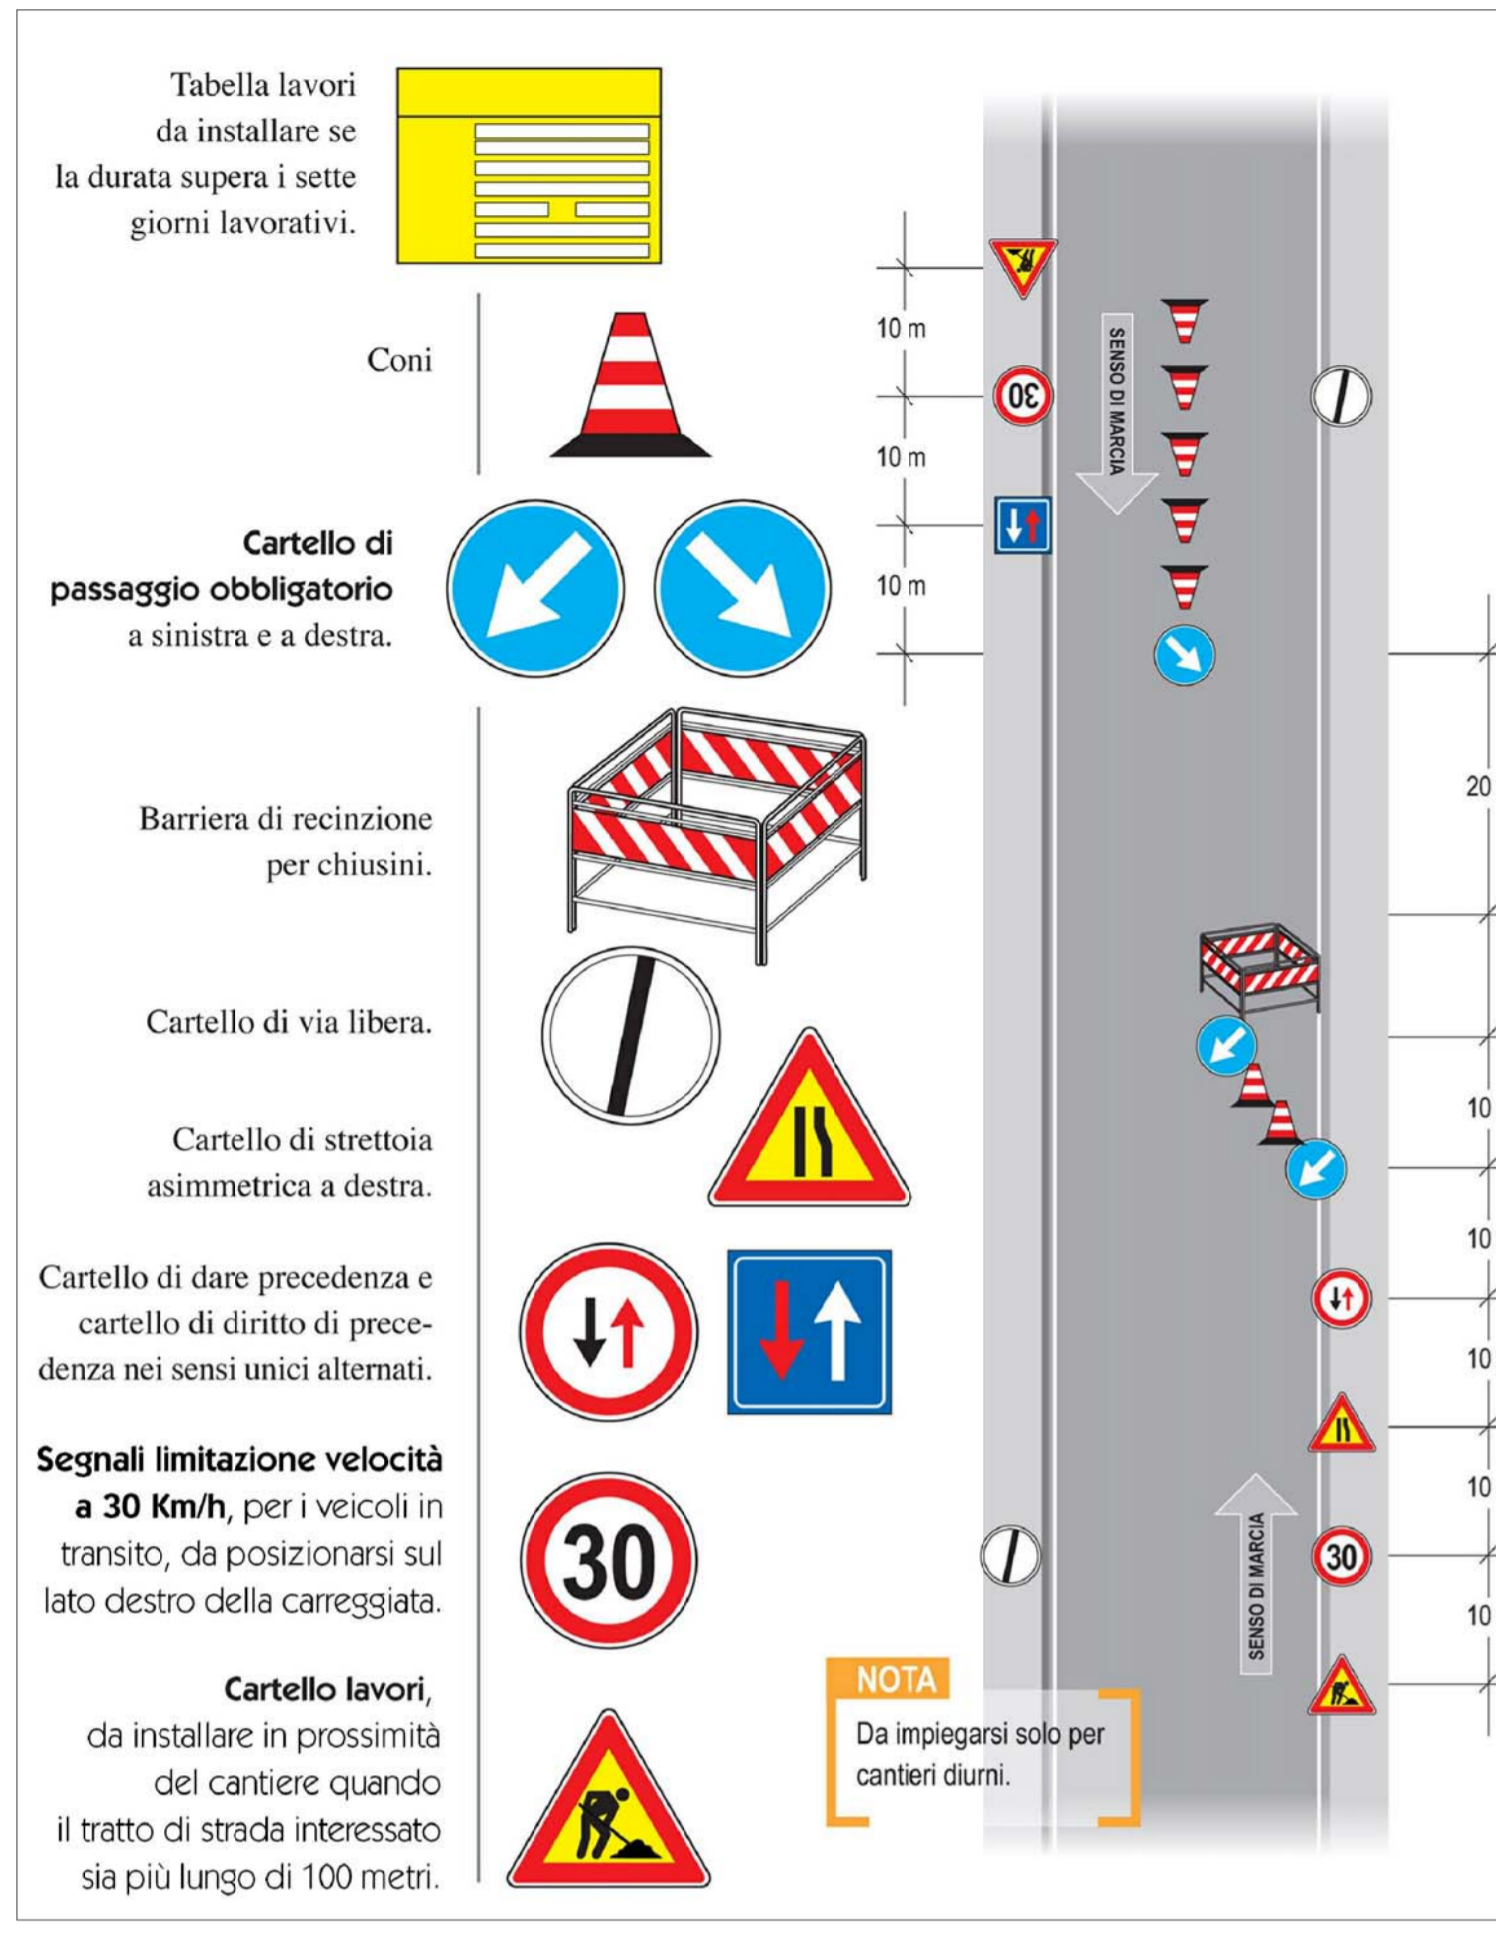 Tabella lavori
da installare se
la durata supera i sette
giorni lavorativi.
Coni
Cartello di
passaggio obbligatorio
a sinistra e a destra.
Barriera di recinzione
per chiusini.
Cartello di via libera.
Cartello di strettoia
asimmetrica a destra.
Cartello di dare precedenza e
cartello di diritto di prece-
denza nei sensi unici alternati.
Segnali limitazione velocità
a 30 Km/h, per i veicoli in
transito, da posizionarsi sul
lato destro della carreggiata.
30
Cartello lavori,
da installare in prossimità
del cantiere quando
il tratto di strada interessato
sia più lungo di 100 metri.
10 m
10 m
10 m
30
SENSO DI MARCIA
20
10
10
10
10
10
SENSO DI MARCIA
30
NOTA
Da impiegarsi solo per
cantieri diurni.